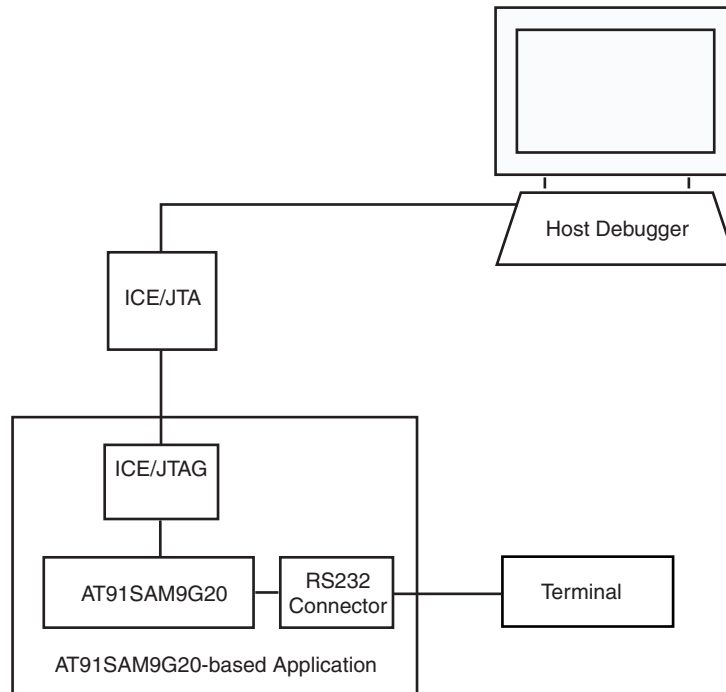 Host Debugger
ICE/JTA
ICE/JTAG
AT91SAM9G20
RS232
Connector
Terminal
AT91SAM9G20-based Application